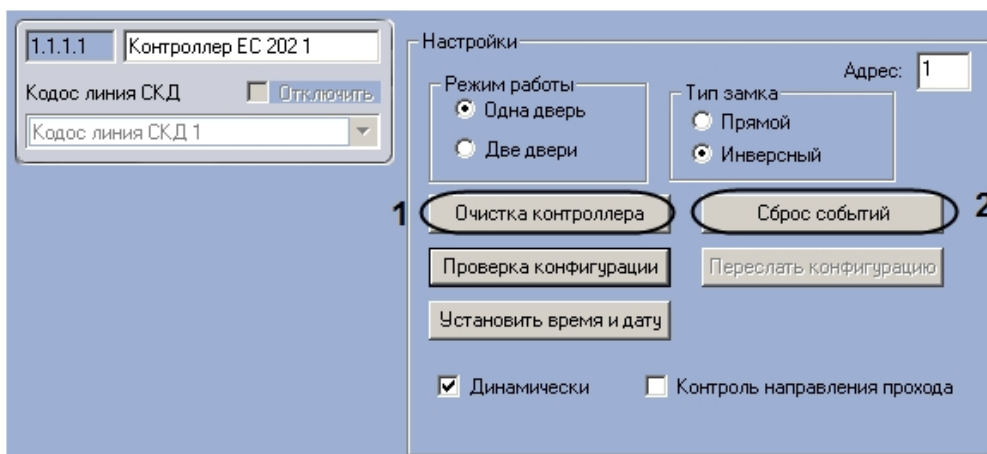 1.1.1.1 Контроллер EC 202 1
Кодос линия СКД Отключить
Кодос линия СКД 1
Настройки
Адрес: 1
Режим работы
Одна дверь
Две двери
Тип замка
Прямой
Инверсный
1 Очистка контроллера Сброс событий 2
Проверка конфигурации Переслать конфигурацию
Установить время и дату
Динамически Контроль направления прохода